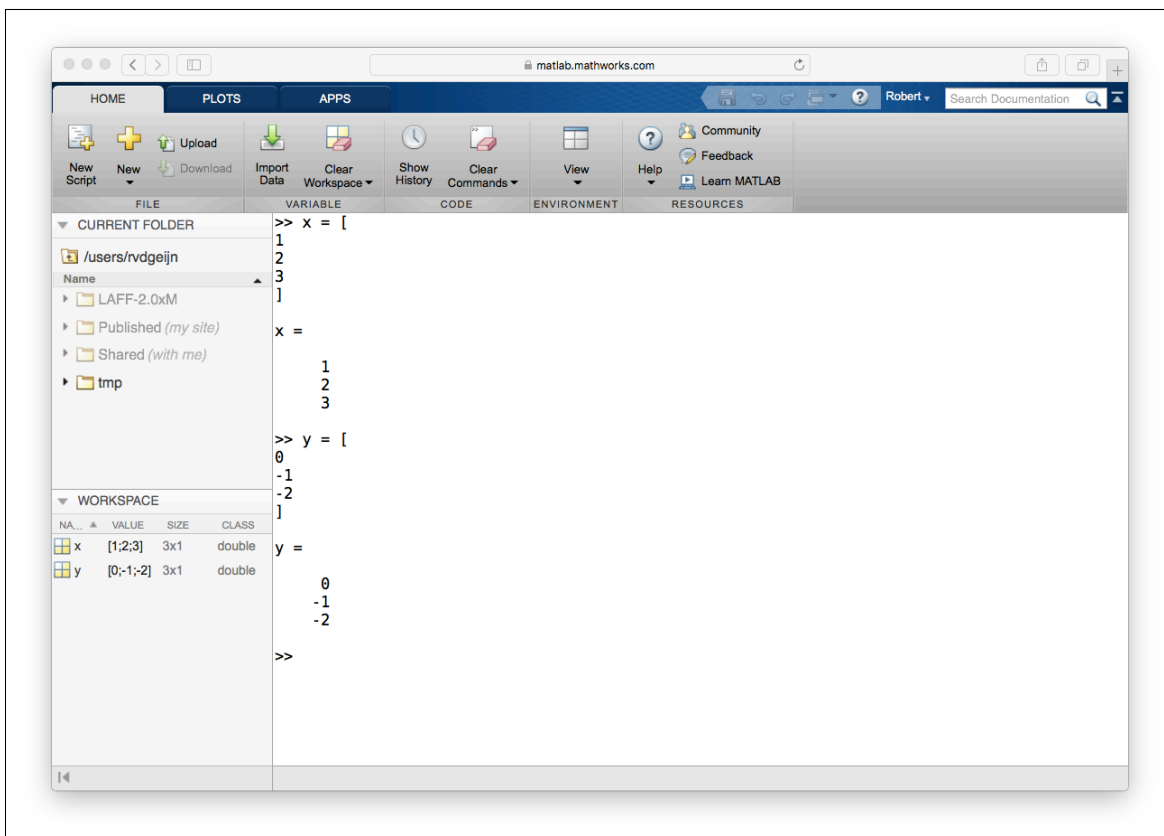 matlab.mathworks.com
HOME PLOTS APPS
Robert
Search Documentation
New Script
New
Upload
Download
Import Data
Clear Workspace
Show History
Clear Commands
View
Help
Community
Feedback
Learn MATLAB
FILE VARIABLE CODE ENVIRONMENT RESOURCES
CURRENT FOLDER
/users/rvdgeijn
Name
LAFF-2.0xM
Published (my site)
Shared (with me)
tmp
WORKSPACE
NA... VALUE SIZE CLASS
x [1;2;3] 3x1 double
y [0;-1;-2] 3x1 double
>> x = [
1
2
3
]
x =
1
2
3
>> y = [
0
-1
-2
]
y =
0
-1
-2
>>